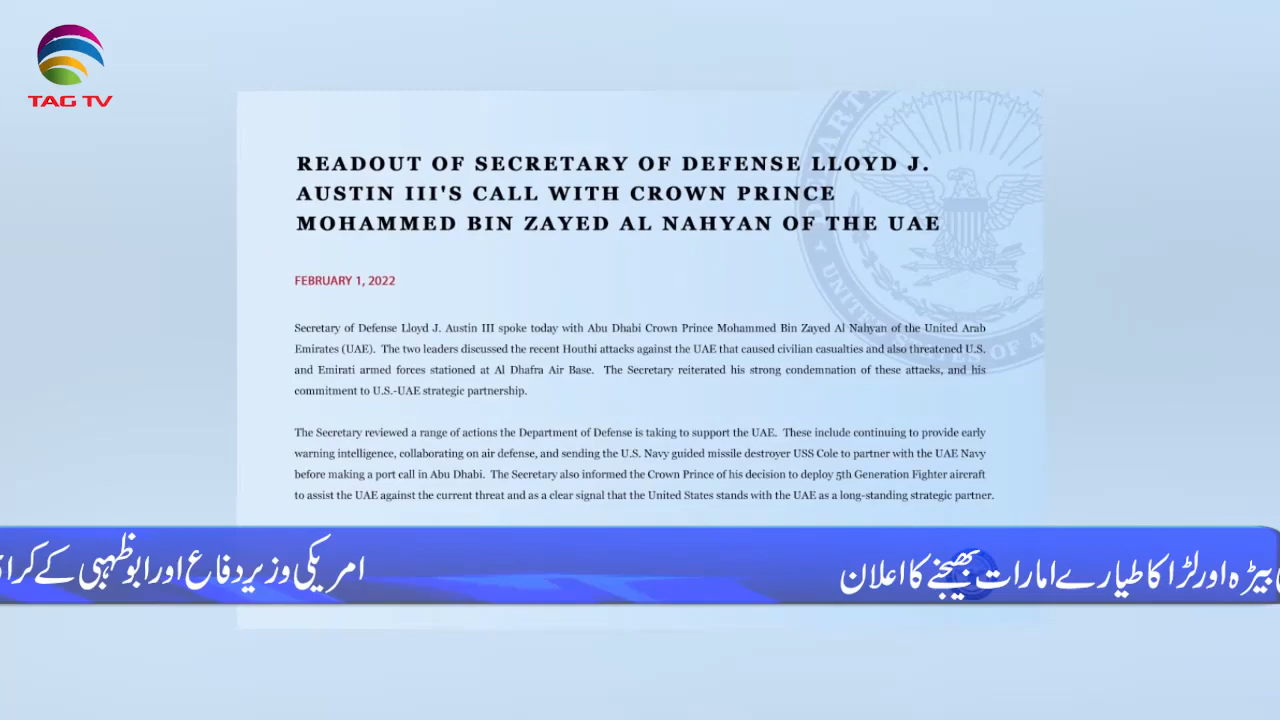 TAG TV
READOUT OF SECRETARY OF DEFENSE LLOYD J.
AUSTIN III'S CALL WITH CROWN PRINCE
MOHAMMED BIN ZAYED AL NAHYAN OF THE UAE
FEBRUARY 1, 2022
Secretary of Defense Lloyd J. Austin III spoke today with Abu Dhabi Crown Prince Mohammed Bin Zayed Al Nahyan of the United Arab
Emirates (UAE).  The two leaders discussed the recent Houthi attacks against the UAE that caused civilian casualties and also threatened U.S.
and Emirati armed forces stationed at Al Dhafra Air Base.  The Secretary reiterated his strong condemnation of these attacks, and his
commitment to U.S.-UAE strategic partnership.
The Secretary reviewed a range of actions the Department of Defense is taking to support the UAE.  These include continuing to provide early
warning intelligence, collaborating on air defense, and sending the U.S. Navy guided missile destroyer USS Cole to partner with the UAE Navy
before making a port call in Abu Dhabi.  The Secretary also informed the Crown Prince of his decision to deploy 5th Generation Fighter aircraft
to assist the UAE against the current threat and as a clear signal that the United States stands with the UAE as a long-standing strategic partner.
بیڑہ اور لڑاکا طیارے امارات بھیجنے کا اعلان
امریکی وزیر دفاع اور ابوظہبی کے